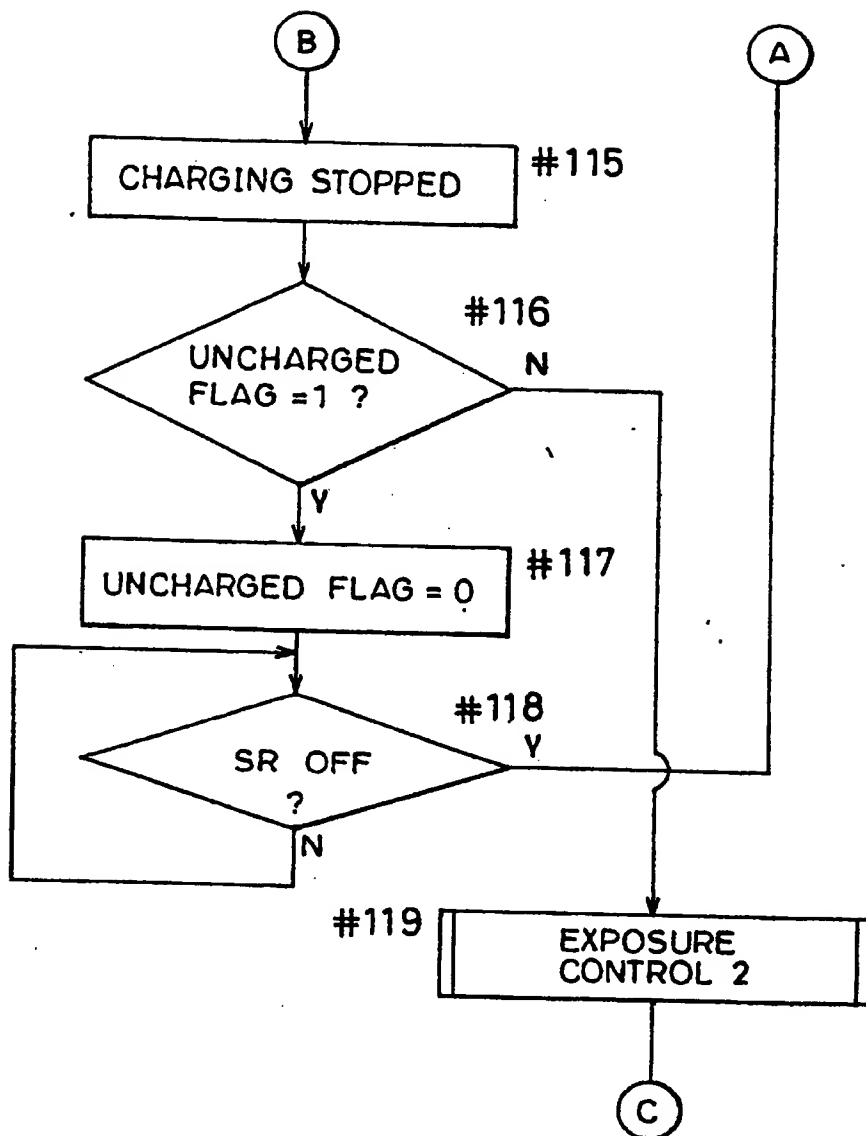 B
A
CHARGING STOPPED
#115
#116
UNCHARGED
FLAG = 1 ?
N
Y
UNCHARGED FLAG = 0
#117
#118
SR OFF
?
Y
N
#119
EXPOSURE
CONTROL 2
C